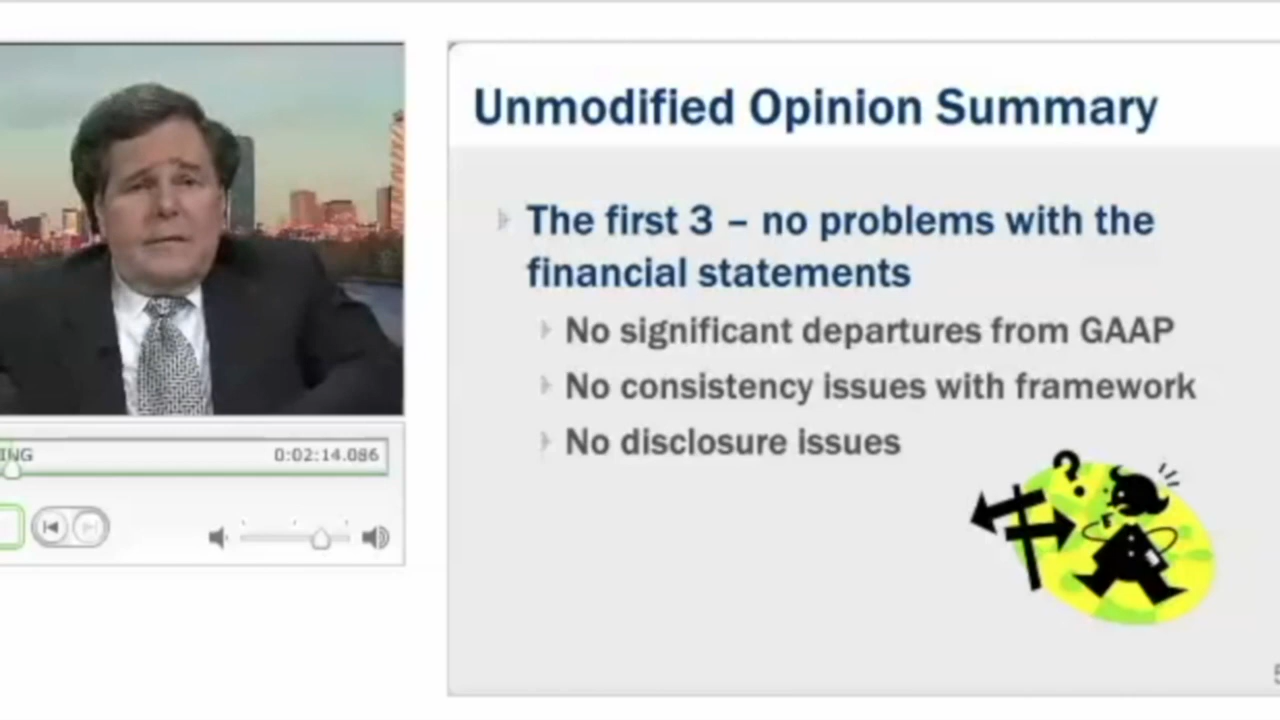 Unmodified Opinion Summary
The first 3 – no problems with the
financial statements
No significant departures from GAAP
No consistency issues with framework
No disclosure issues
?
ING
0:02:14.086